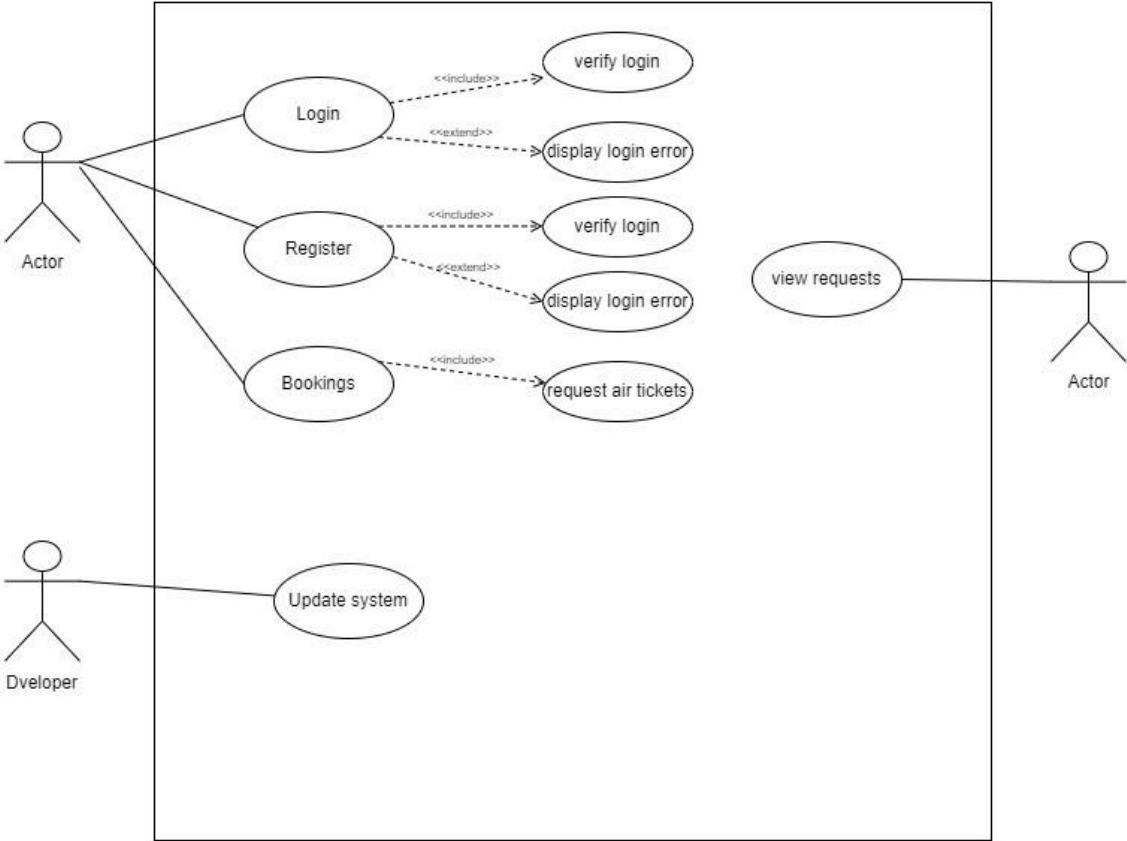 verify login
<<include>>
Login
<<extend>>
display login error
<<include>>
verify login
Register
<<extend>>
display login error
Actor
view requests
<<include>>
Bookings
request air tickets
Actor
Update system
Dveloper